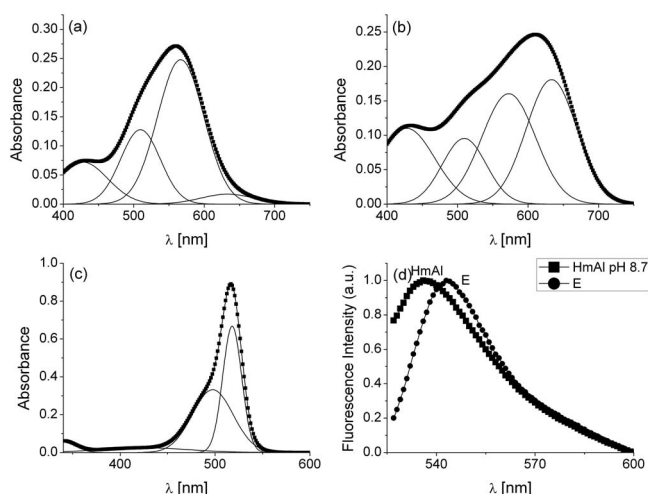 (a)
Absorbance
0.30
0.25
0.20
0.15
0.10
0.05
0.00
400 500 600 700
λ [nm]
(b)
Absorbance
0.25
0.20
0.15
0.10
0.05
0.00
400 500 600 700
λ [nm]
(c)
Absorbance
1.0
0.8
0.6
0.4
0.2
0.0
400 500 600
λ [nm]
(d)
HmAl
E
HmAl pH 8.7
E
Fluorescence Intensity (a.u.)
1.0
0.8
0.6
0.4
0.2
0.0
540 570 600
λ [nm]